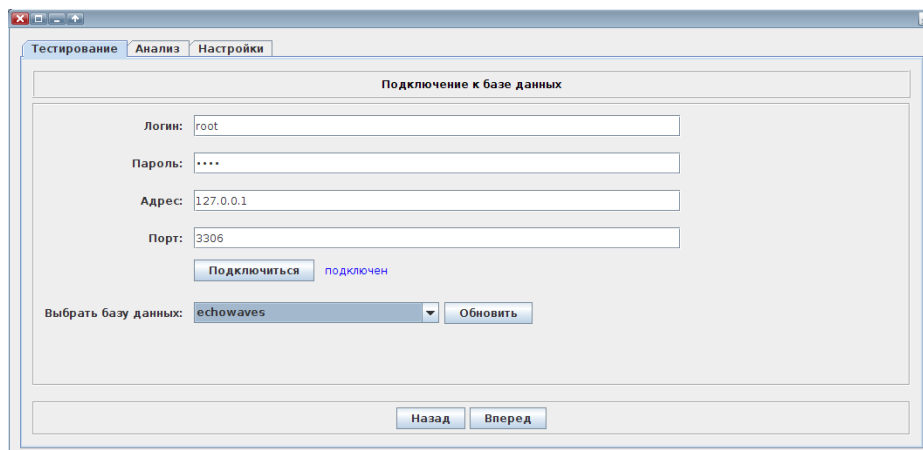 Тестирование Анализ Настройки
Подключение к базе данных
Логин: root
Пароль: ••••
Адрес: 127.0.0.1
Порт: 3306
Подключиться подключен
Выбрать базу данных: echowaves Обновить
Назад Вперед